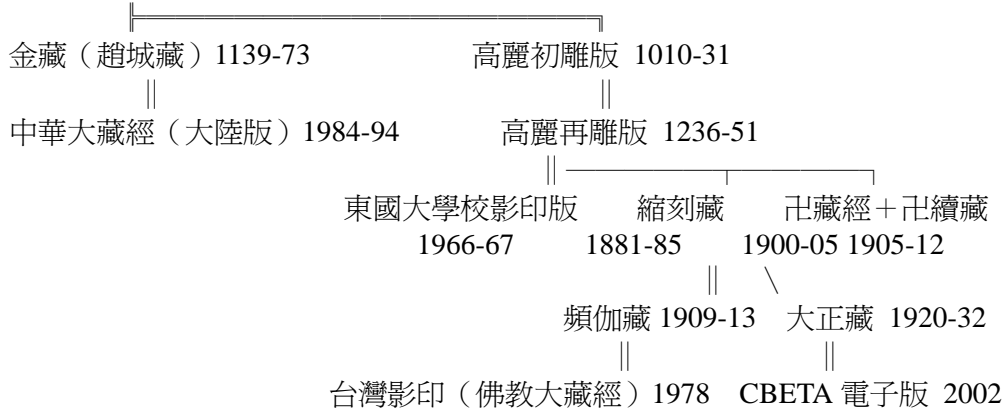 金藏（趙城藏）1139-73 高麗初雕版 1010-31
中華大藏經（大陸版）1984-94 高麗再雕版 1236-51
東國大學校影印版 縮刻藏 卍藏經＋卍續藏
1966-67 1881-85 1900-05 1905-12
頻伽藏 1909-13 大正藏 1920-32
台灣影印（佛教大藏經）1978 CBETA 電子版 2002